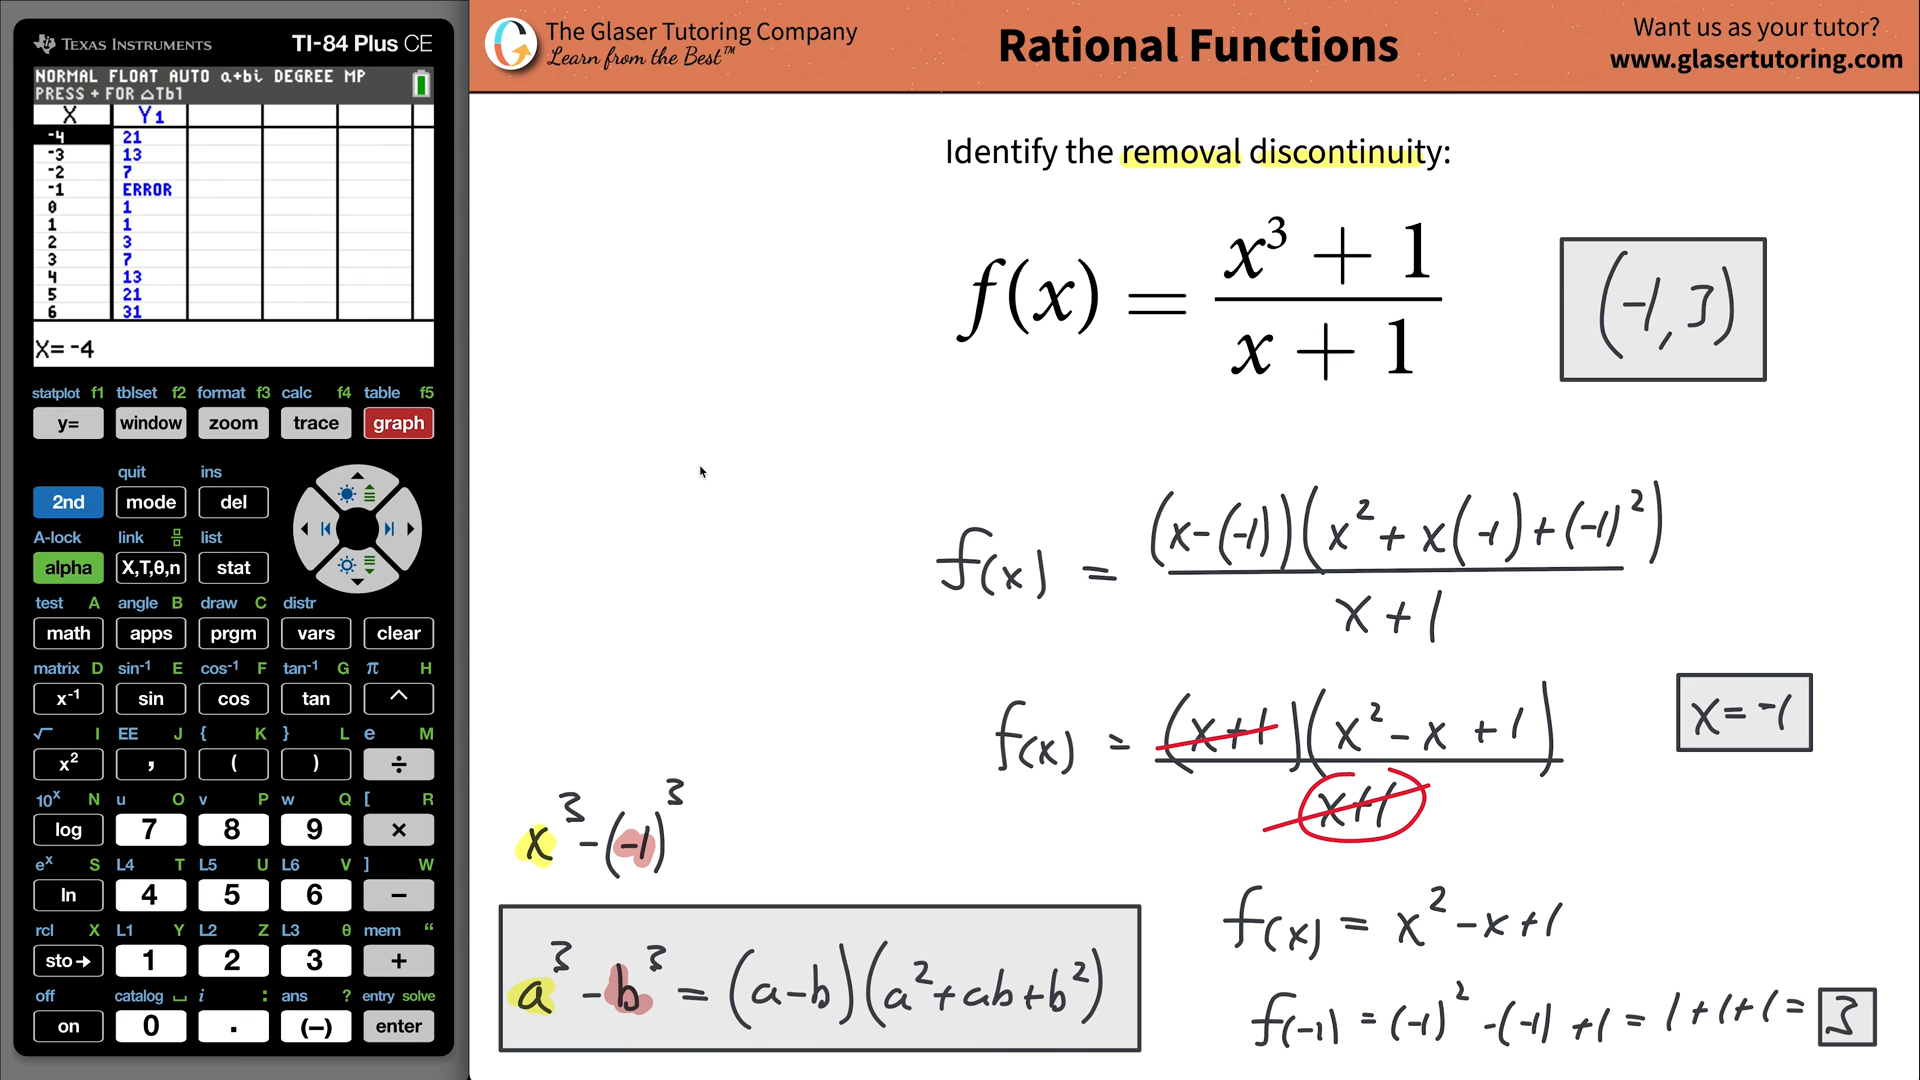 TEXAS INSTRUMENTS TI-84 Plus CE
NORMAL FLOAT AUTO a+bi DEGREE MP
PRESS + FOR △Tbl
X Y1
-4 21
-3 13
-2 7
-1 ERROR
0 1
1 1
2 3
3 7
4 13
5 21
6 31
X= -4
statplot f1 tblset f2 format f3 calc f4 table f5
y= window zoom trace graph
quit ins
2nd mode del
A-lock link list
alpha X,T,θ,n stat
test A angle B draw C distr
math apps prgm vars clear
matrix D sin⁻¹ E cos⁻¹ F tan⁻¹ G π H
x⁻¹ sin cos tan ^
√ I EE J { K } L e M
x² , ( ) ÷
10ˣ N u O v P w Q [ R
log 7 8 9 ×
eˣ S L4 T L5 U L6 V ] W
ln 4 5 6 −
rcl X L1 Y L2 Z L3 θ mem “
sto→ 1 2 3 +
off catalog ⎵ i : ans ? entry solve
on 0 . (−) enter
The Glaser Tutoring Company
Learn from the Best™
Rational Functions
Want us as your tutor?
www.glasertutoring.com
Identify the removal discontinuity:
f(x) = (x³ + 1)/(x + 1)
(-1, 3)
f(x) = (x-(-1))(x² + x(-1) + (-1)²)
x + 1
f(x) = (x+1)(x² - x + 1)
x+1
x = -1
x³ - (-1)³
a³ - b³ = (a-b)(a²+ab+b²)
f(x) = x² - x + 1
f(-1) = (-1)² - (-1) + 1 = 1 + 1 + 1 = 3